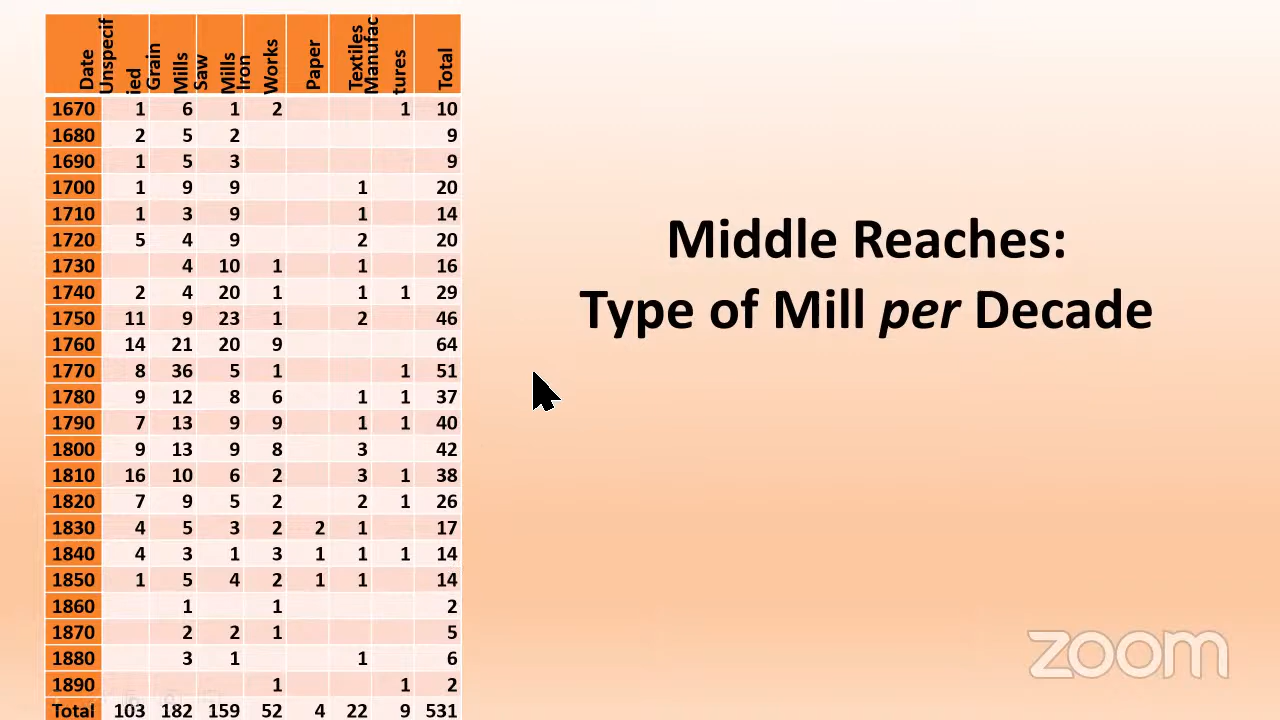 Date Unspecified Grain Mills Saw Mills Iron Works Paper Textiles Manufactures Total
1670 1 6 1 2 1 10
1680 2 5 2 9
1690 1 5 3 9
1700 1 9 9 1 20
1710 1 3 9 1 14
1720 5 4 9 2 20
1730 4 10 1 1 16
1740 2 4 20 1 1 1 29
1750 11 9 23 1 2 46
1760 14 21 20 9 64
1770 8 36 5 1 1 51
1780 9 12 8 6 1 1 37
1790 7 13 9 9 1 1 40
1800 9 13 9 8 3 42
1810 16 10 6 2 3 1 38
1820 7 9 5 2 2 1 26
1830 4 5 3 2 2 1 17
1840 4 3 1 3 1 1 1 14
1850 1 5 4 2 1 1 14
1860 1 1 2
1870 2 2 1 5
1880 3 1 1 6
1890 1 1 2
Total 103 182 159 52 4 22 9 531
Middle Reaches:
Type of Mill per Decade
zoom